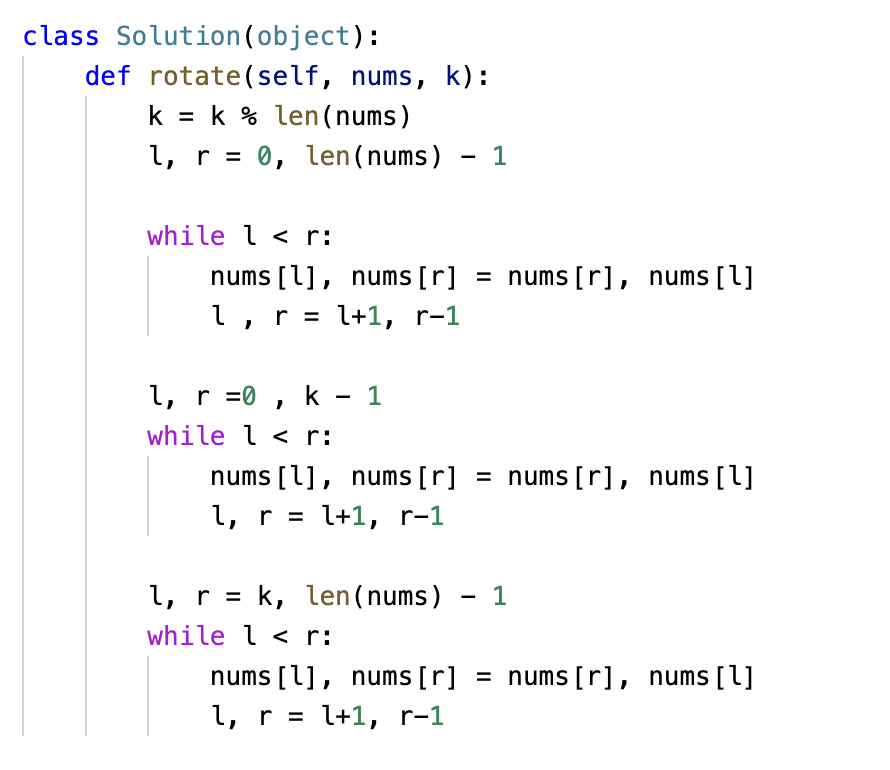 class Solution(object):
    def rotate(self, nums, k):
        k = k % len(nums)
        l, r = 0, len(nums) - 1

        while l < r:
            nums[l], nums[r] = nums[r], nums[l]
            l , r = l+1, r-1

        l, r =0 , k - 1
        while l < r:
            nums[l], nums[r] = nums[r], nums[l]
            l, r = l+1, r-1

        l, r = k, len(nums) - 1
        while l < r:
            nums[l], nums[r] = nums[r], nums[l]
            l, r = l+1, r-1